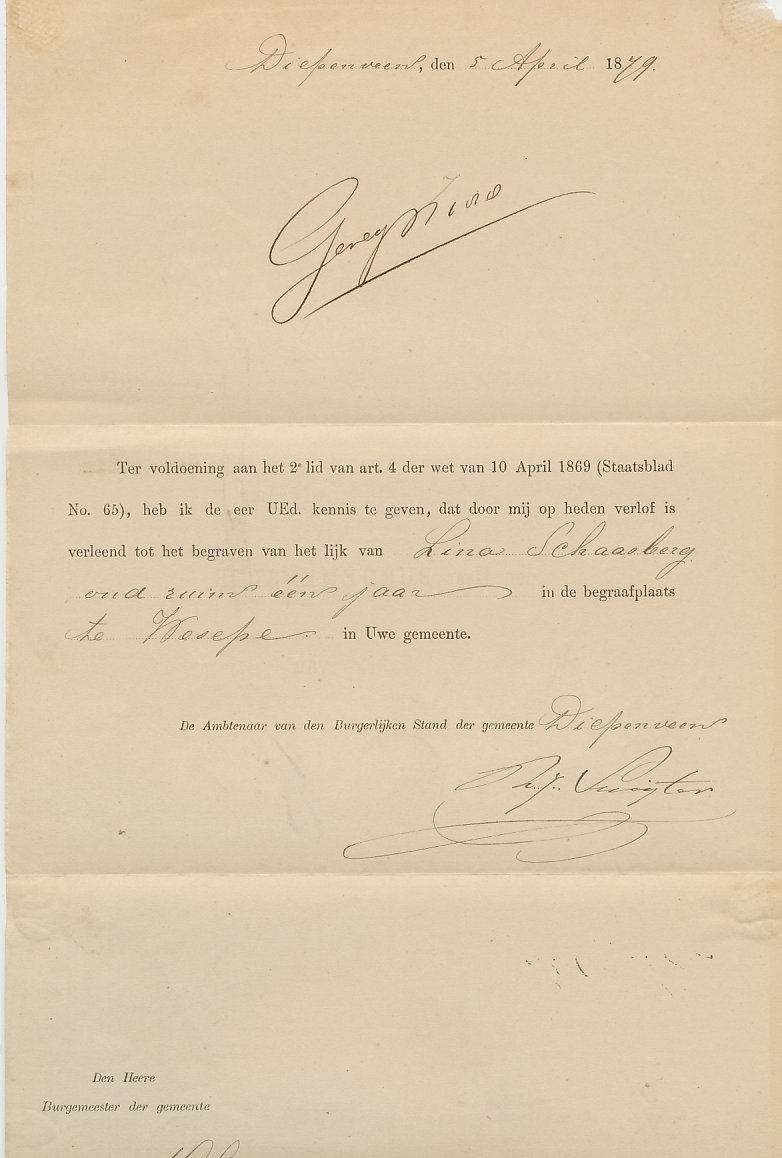 Diepenveen, den 5 April 1879.
Ter voldoening aan het 2e lid van art. 4 der wet van 10 April 1869 (Staatsblad
No. 65), heb ik de eer UEd. kennis te geven, dat door mij op heden verlof is
verleend tot het begraven van het lijk van Lina Schaasberg
oud ruim één jaar in de begraafplaats
te Wesepe in Uwe gemeente.
De Ambtenaar van den Burgerlijken Stand der gemeente Diepenveen
Den Heere
Burgemeester der gemeente